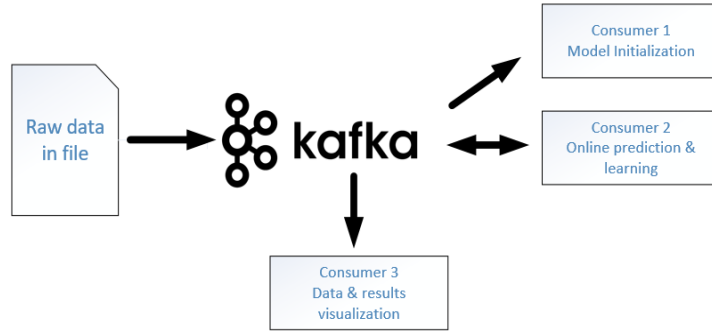 Raw data
in file
kafka
Consumer 1
Model Initialization
Consumer 2
Online prediction &
learning
Consumer 3
Data & results
visualization